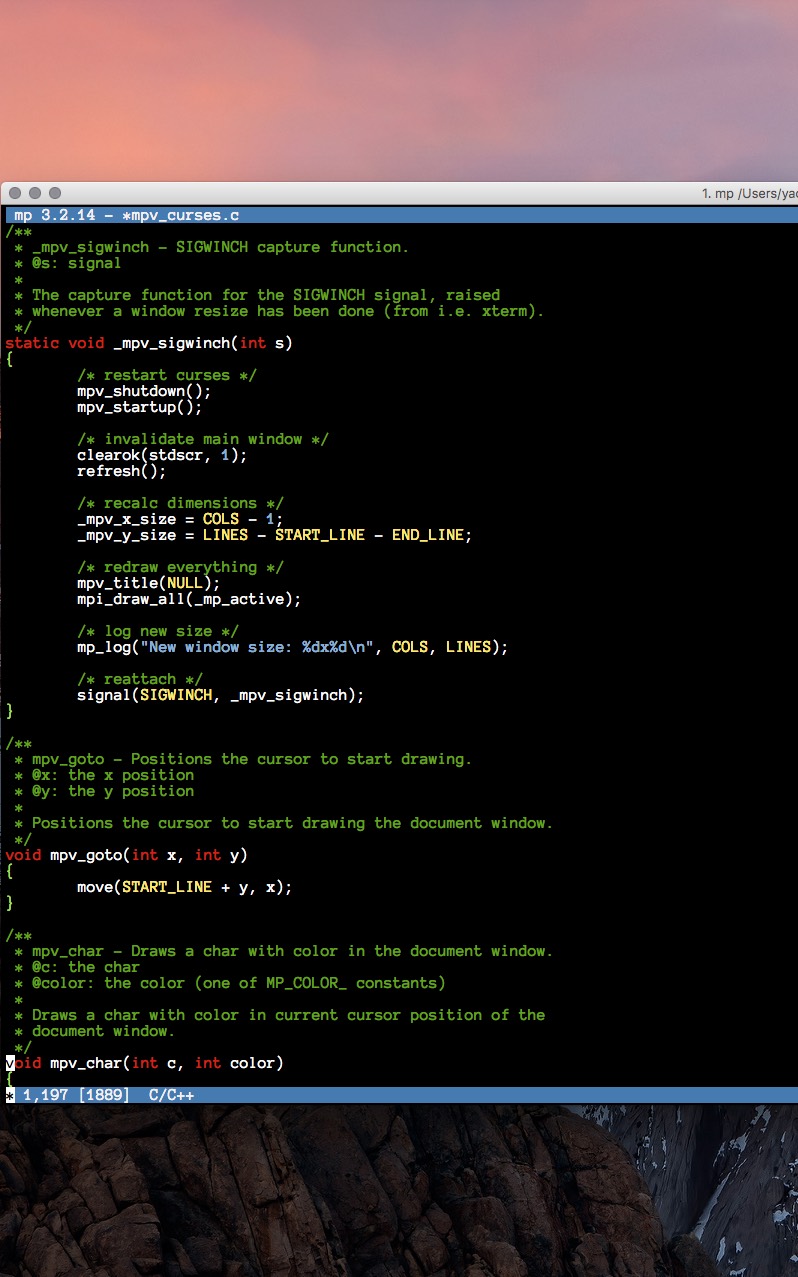 1. mp /Users/yac
mp 3.2.14 - *mpv_curses.c
/**
 * _mpv_sigwinch - SIGWINCH capture function.
 * @s: signal
 *
 * The capture function for the SIGWINCH signal, raised
 * whenever a window resize has been done (from i.e. xterm).
 */
static void _mpv_sigwinch(int s)
{
        /* restart curses */
        mpv_shutdown();
        mpv_startup();

        /* invalidate main window */
        clearok(stdscr, 1);
        refresh();

        /* recalc dimensions */
        _mpv_x_size = COLS - 1;
        _mpv_y_size = LINES - START_LINE - END_LINE;

        /* redraw everything */
        mpv_title(NULL);
        mpi_draw_all(_mp_active);

        /* log new size */
        mp_log("New window size: %dx%d\n", COLS, LINES);

        /* reattach */
        signal(SIGWINCH, _mpv_sigwinch);
}

/**
 * mpv_goto - Positions the cursor to start drawing.
 * @x: the x position
 * @y: the y position
 *
 * Positions the cursor to start drawing the document window.
 */
void mpv_goto(int x, int y)
{
        move(START_LINE + y, x);
}

/**
 * mpv_char - Draws a char with color in the document window.
 * @c: the char
 * @color: the color (one of MP_COLOR_ constants)
 *
 * Draws a char with color in current cursor position of the
 * document window.
 */
void mpv_char(int c, int color)
{
* 1,197 [1889]  C/C++